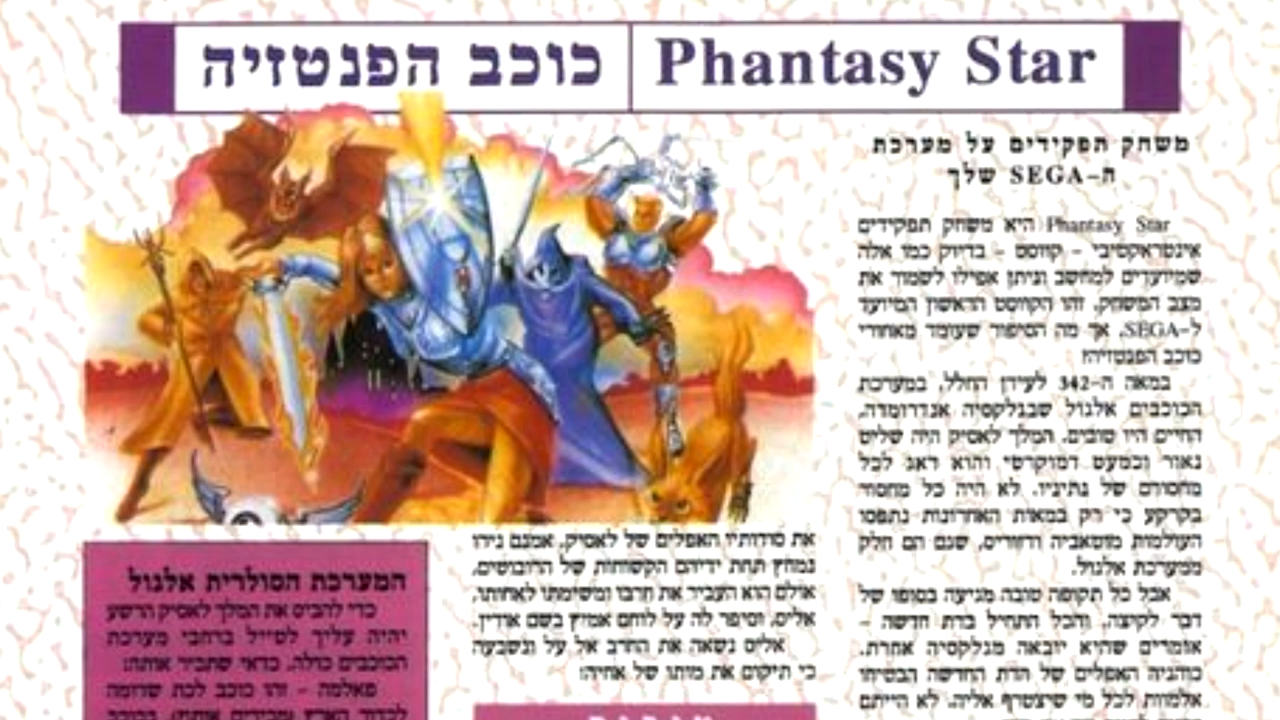 Phantasy Star
כוכב הפנטזיה
משחק תפקידים על מערכת
ה-SEGA שלך
Phantasy Star היא משחק תפקידים
אינטראקטיבי - קווסט - בדיוק כמו אלה
שמיועדים למחשב וניתן אפילו לשמור את
מצב המשחק. זהו הקווסט הראשון המיועד
ל-SEGA, אך מה הסיפור שעומד מאחורי
כוכב הפנטזיה?
במאה ה-342 לעידן החלל, במערכת
הכוכבים אלגול שבגלקסיה אנדרומדה,
החיים היו טובים. המלך לאסיק היה שליט
נאור וכמעט דמוקרטי והוא דאג לכל
מחסורם של נתיניו. לא היה כל מחסור
בקרקע כי רק במאות האחרונות נתפסו
העולמות מוטאביה ודזוריס, שגם הם חלק
ממערכת אלגול.
אבל כל תקופה טובה מגיעה בסופו של
דבר לקיצה. והכל התחיל בדת חדשה -
אומרים שהיא יובאה מגלקסיה אחרת.
כוהניה האפלים של הדת החדשה הבטיחו
אלמוות לכל מי שיצטרף אליה. לא הייתם
את סודותיו האפלים של לאסיק. אמנם נירו
נמחץ תחת ידיהם הקשוחות של הרובוטים,
אולם הוא העביר את חרבו ומשימתו לאחותו,
אליס, וסיפר לה על לוחם אמיץ בשם אודין.
אליס נשאה את החרב אל על ונשבעה
כי תיקום את מותו של אחיה!
המערכת הסולרית אלגול
כדי להביס את המלך לאסיק הרשע
יהיה עליך לטייל ברחבי מערכת
הכוכבים כולה. כדאי שתכיר אותה:
פאלמה - זהו כוכב לכת שדומה
לכדור הארץ